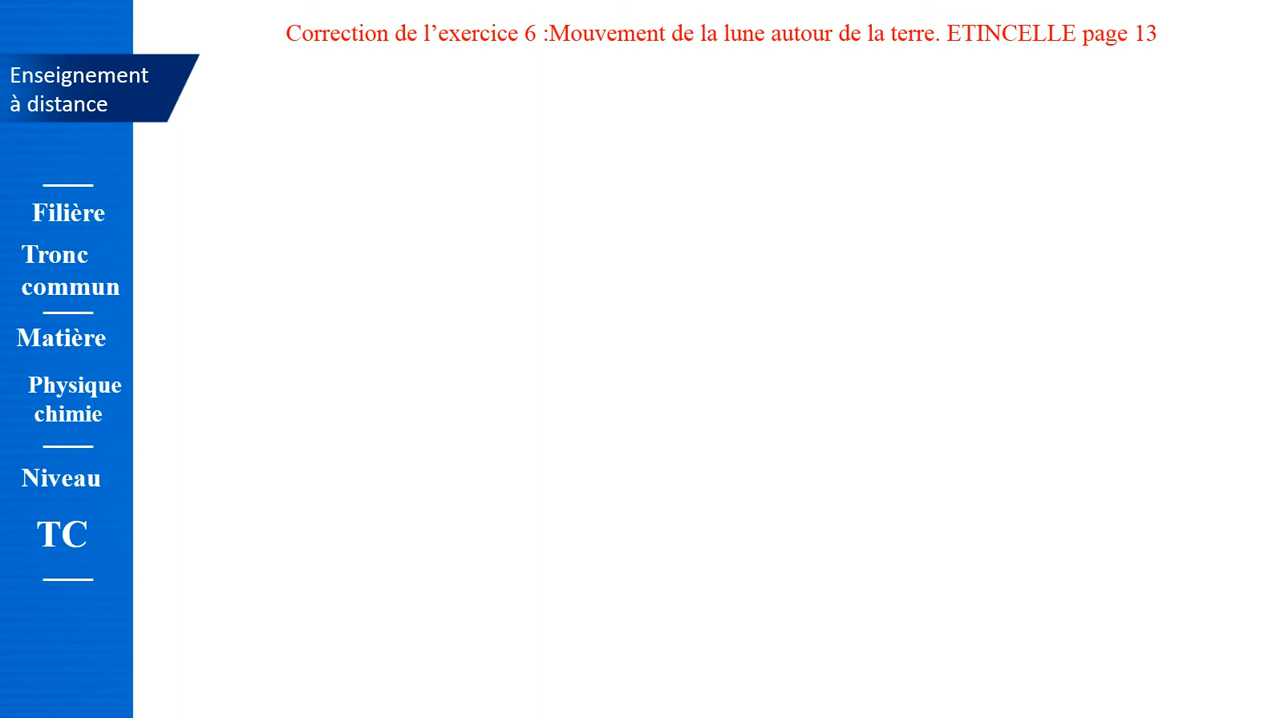 Correction de l’exercice 6 :Mouvement de la lune autour de la terre. ETINCELLE page 13
Enseignement
à distance
Filière
Tronc
commun
Matière
Physique
chimie
Niveau
TC